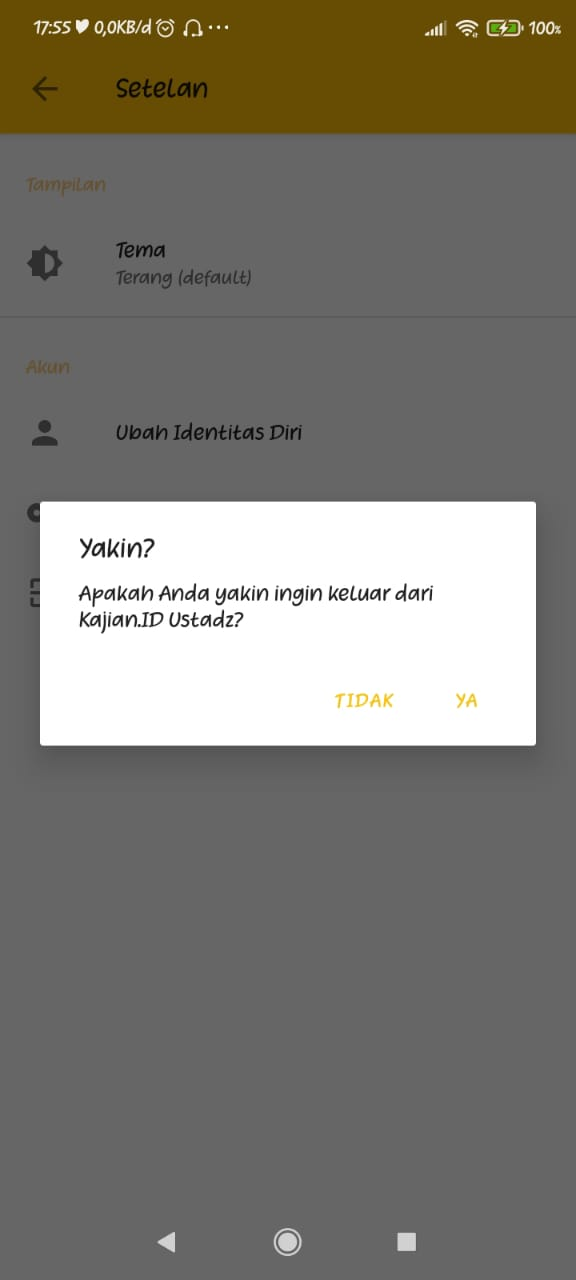 17:55 0,0KB/d ... 100%
Setelan
Tampilan
Tema
Terang (default)
Akun
Ubah Identitas Diri
Yakin?
Apakah Anda yakin ingin keluar dari
Kajian.ID Ustadz?
TIDAK YA